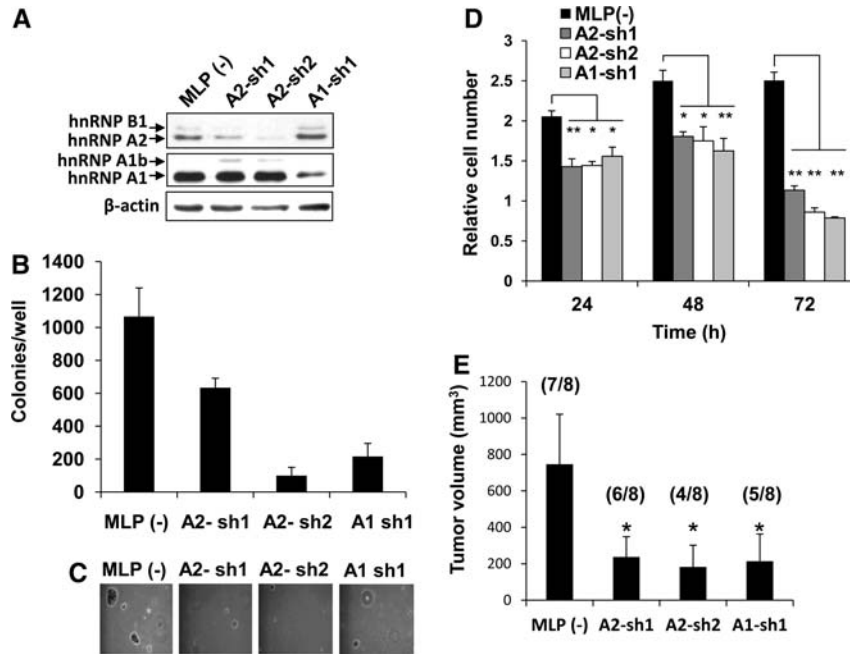 A
MLP (-) A2-sh1 A2-sh2 A1-sh1
hnRNP B1
hnRNP A2
hnRNP A1b
hnRNP A1
β-actin
B
Colonies/well
1400
1200
1000
800
600
400
200
0
MLP (-) A2- sh1 A2- sh2 A1 sh1
C
MLP (-) A2- sh1 A2- sh2 A1 sh1
D
MLP(-)
A2-sh1
A2-sh2
A1-sh1
Relative cell number
3
2.5
2
1.5
1
0.5
0
** * *
* * **
** ** **
24 48 72
Time (h)
E
Tumor volume (mm³)
1200
1000
800
600
400
200
0
(7/8)
(6/8) (4/8) (5/8)
* * *
MLP (-) A2-sh1 A2-sh2 A1-sh1